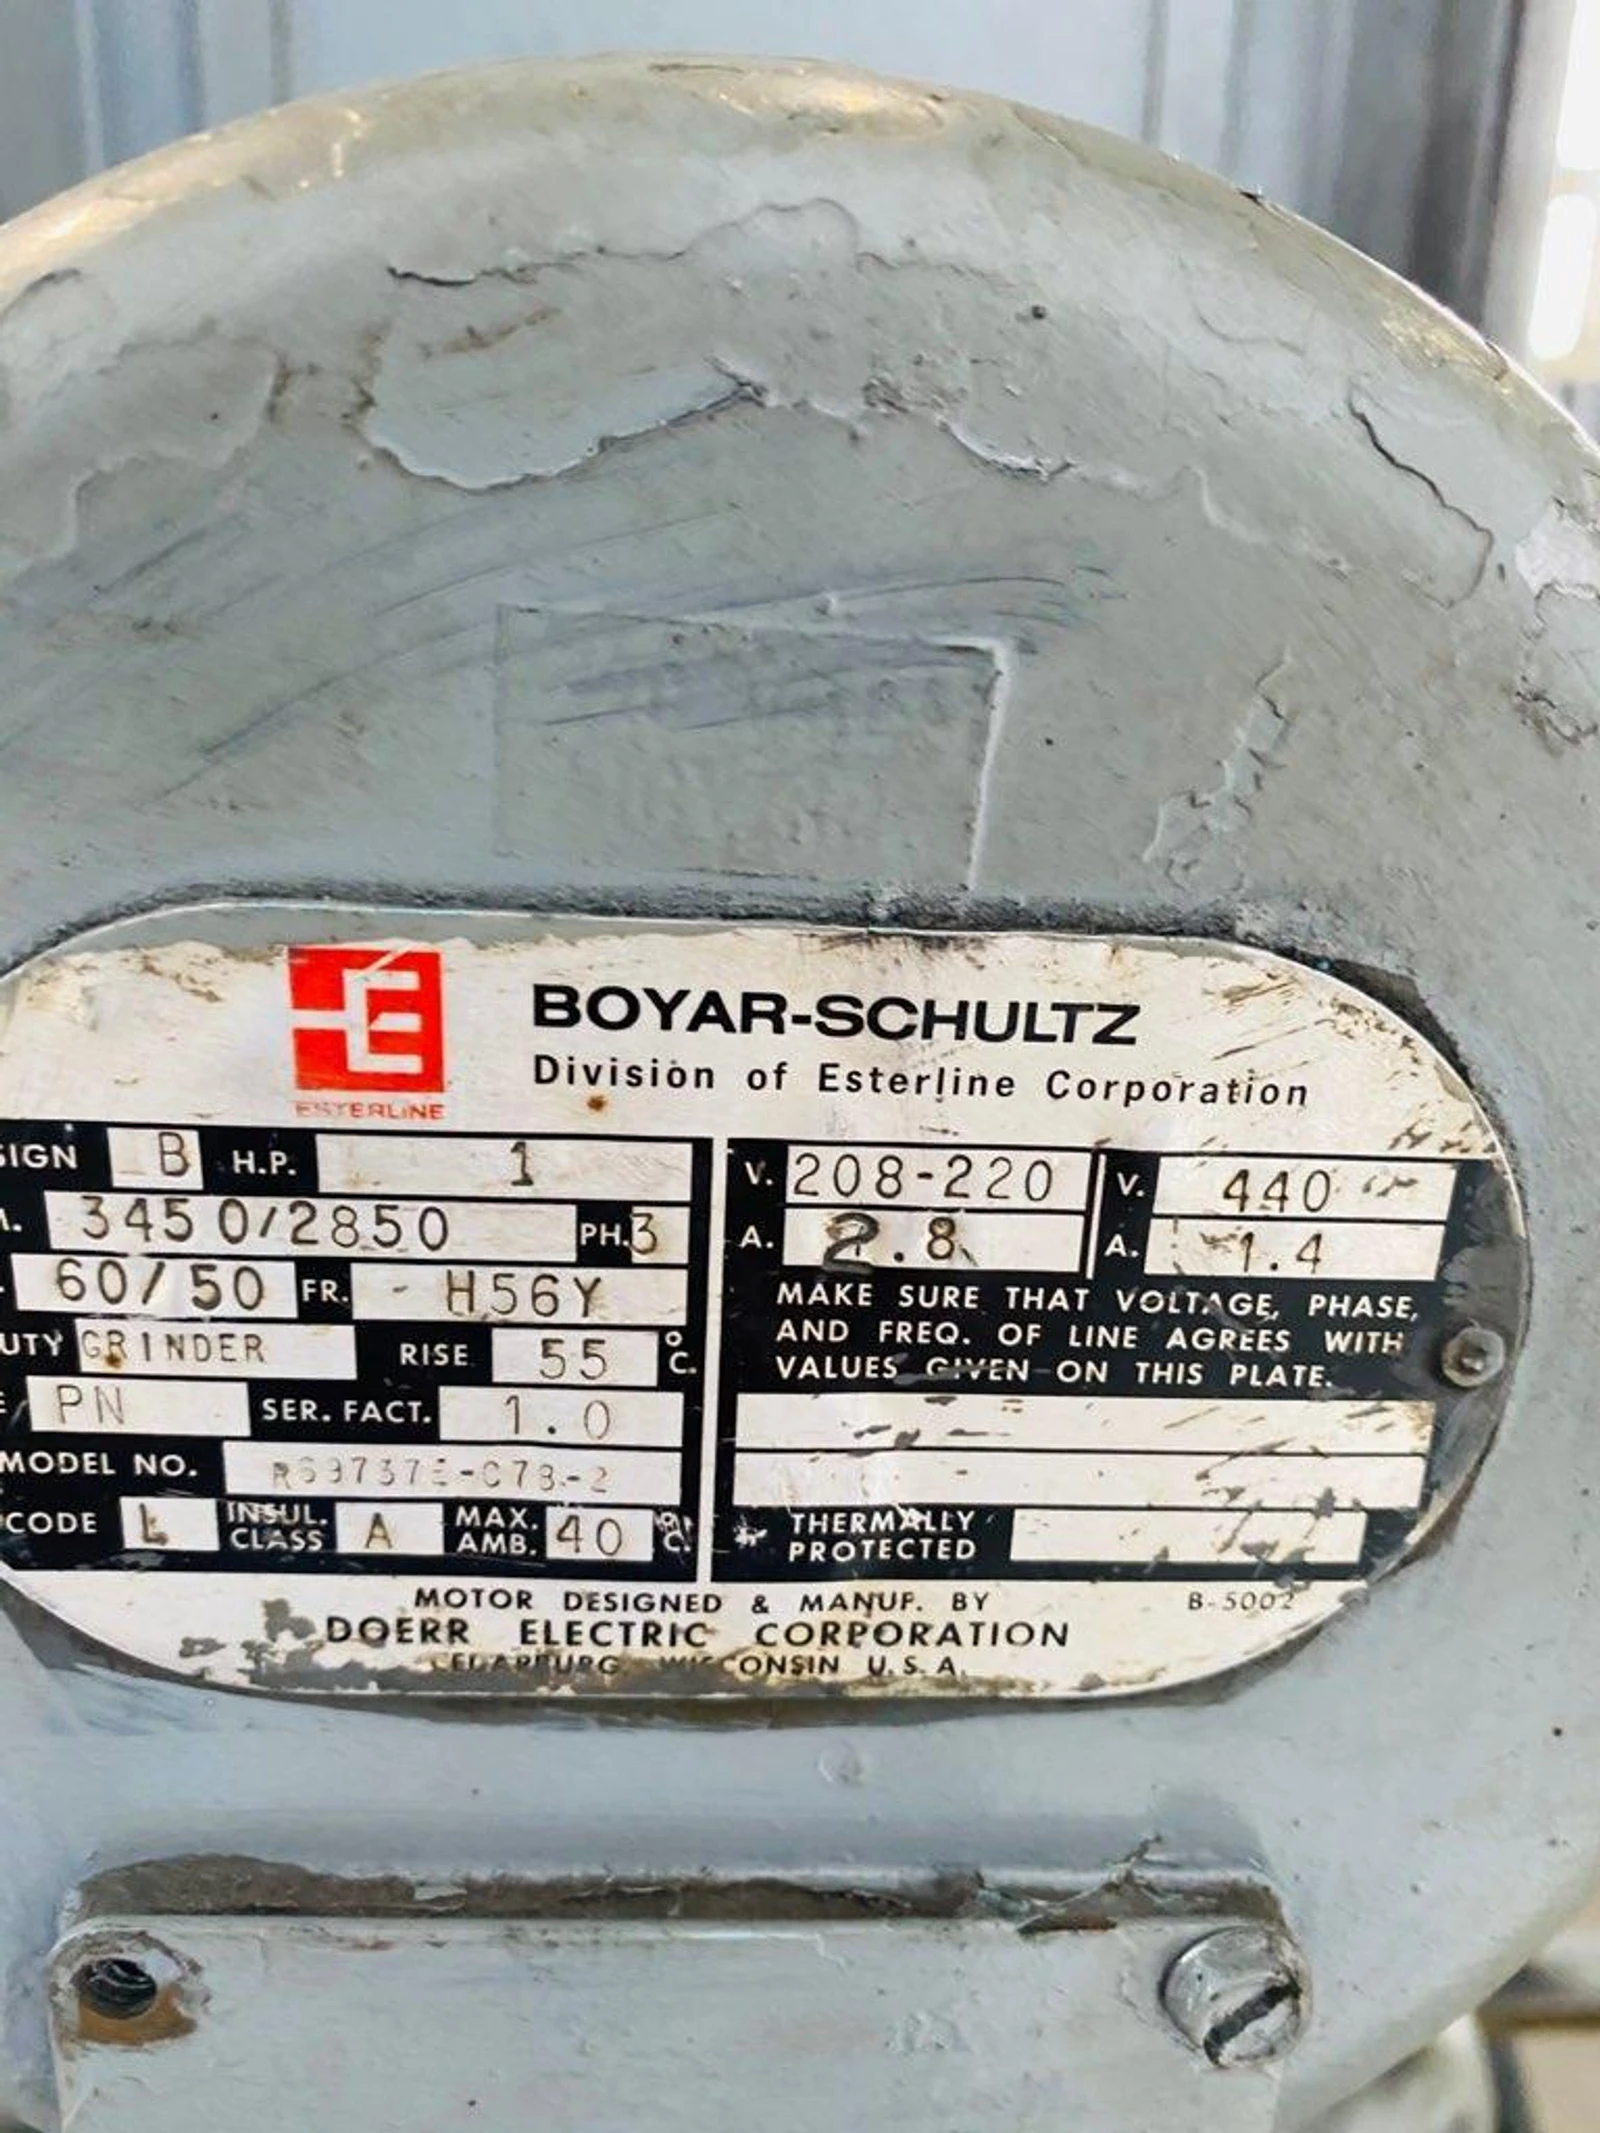 BOYAR-SCHULTZ
Division of Esterline Corporation
ESTERLINE
SIGN B H.P. 1
3450/2850 PH. 3
60/50 FR. H56Y
UTY GRINDER RISE 55 °C.
PN SER. FACT. 1.0
MODEL NO.
CODE L INSUL. CLASS A MAX. AMB. 40 °C.
V. 208-220 V. 440
A. 2.8 A. 1.4
MAKE SURE THAT VOLTAGE, PHASE,
AND FREQ. OF LINE AGREES WITH
VALUES GIVEN ON THIS PLATE.
THERMALLY
PROTECTED
MOTOR DESIGNED & MANUF. BY
B-5002
DOERR ELECTRIC CORPORATION
WISCONSIN U.S.A.